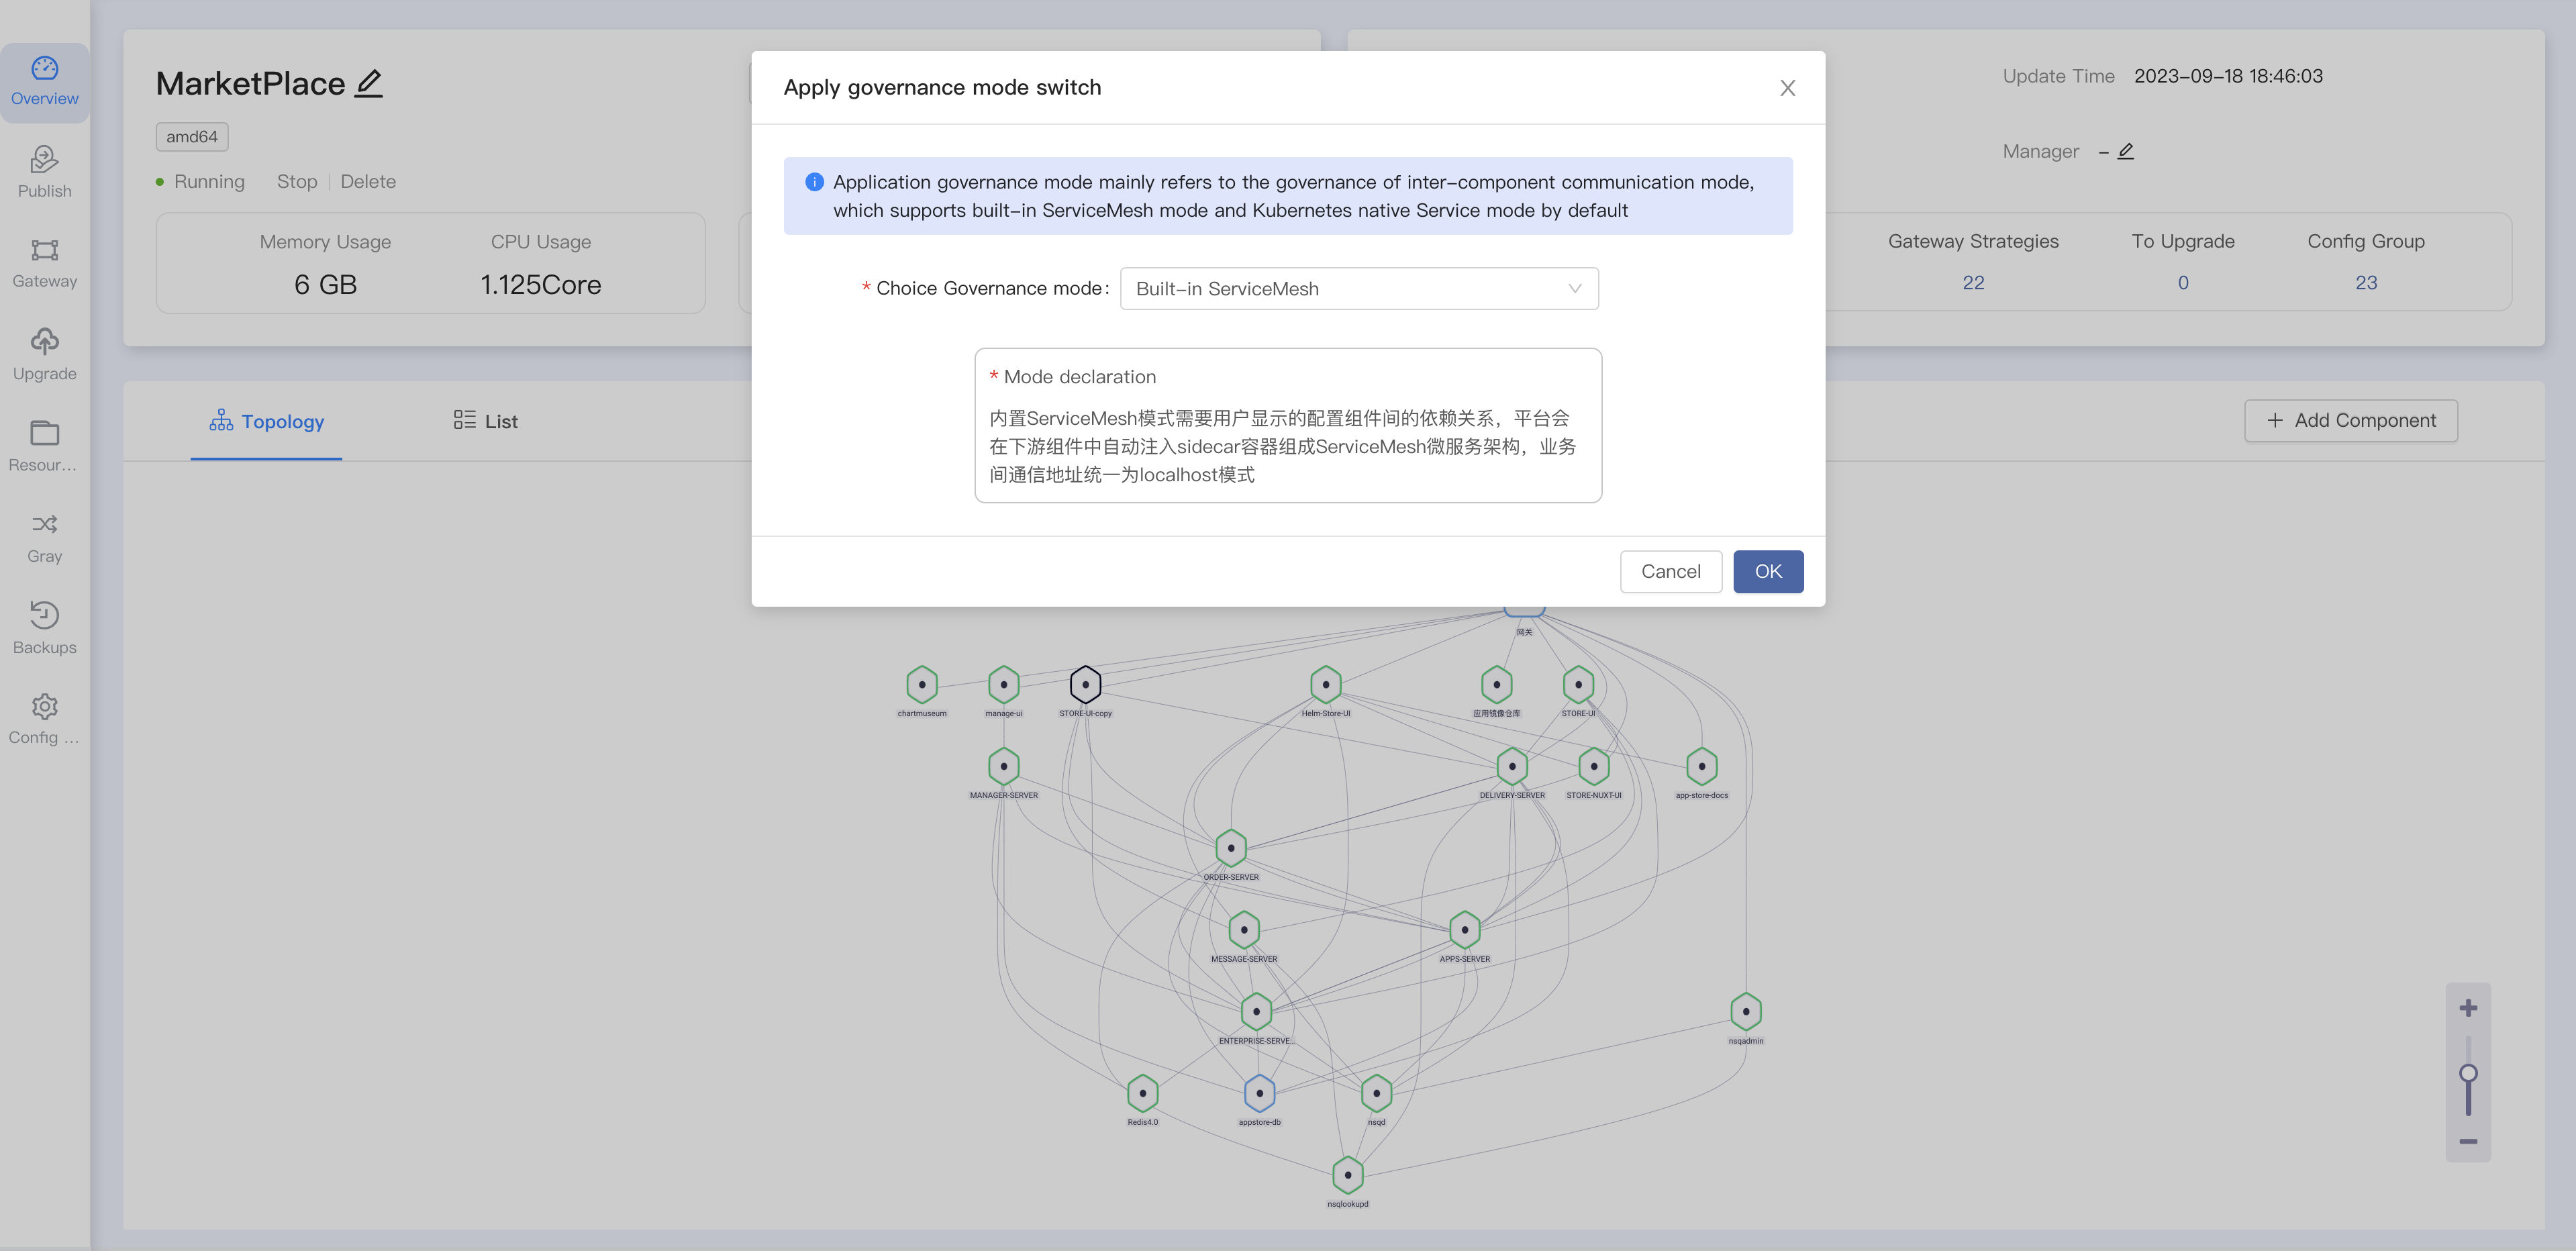 Overview
Publish
Gateway
Upgrade
Resour...
Gray
Backups
Config ...
MarketPlace
amd64
Running Stop Delete
Memory Usage CPU Usage
6 GB 1.125Core
Update Time 2023-09-18 18:46:03
Manager -
Gateway Strategies To Upgrade Config Group
22 0 23
Apply governance mode switch
Application governance mode mainly refers to the governance of inter-component communication mode,
which supports built-in ServiceMesh mode and Kubernetes native Service mode by default
* Choice Governance mode: Built-in ServiceMesh
* Mode declaration
内置ServiceMesh模式需要用户显示的配置组件间的依赖关系，平台会
在下游组件中自动注入sidecar容器组成ServiceMesh微服务架构，业务
间通信地址统一为localhost模式
Cancel OK
Topology List
Add Component
网关
chartmuseum manage-ui STORE-UI-copy Helm-Store-UI 应用镜像仓库 STORE-UI
MANAGER-SERVER DELIVERY-SERVER STORE-NUXT-UI app-store-docs
ORDER-SERVER
MESSAGE-SERVER APPS-SERVER
ENTERPRISE-SERVE... nsqadmin
Redis4.0 appstore-db nsqd
nsqlookupd